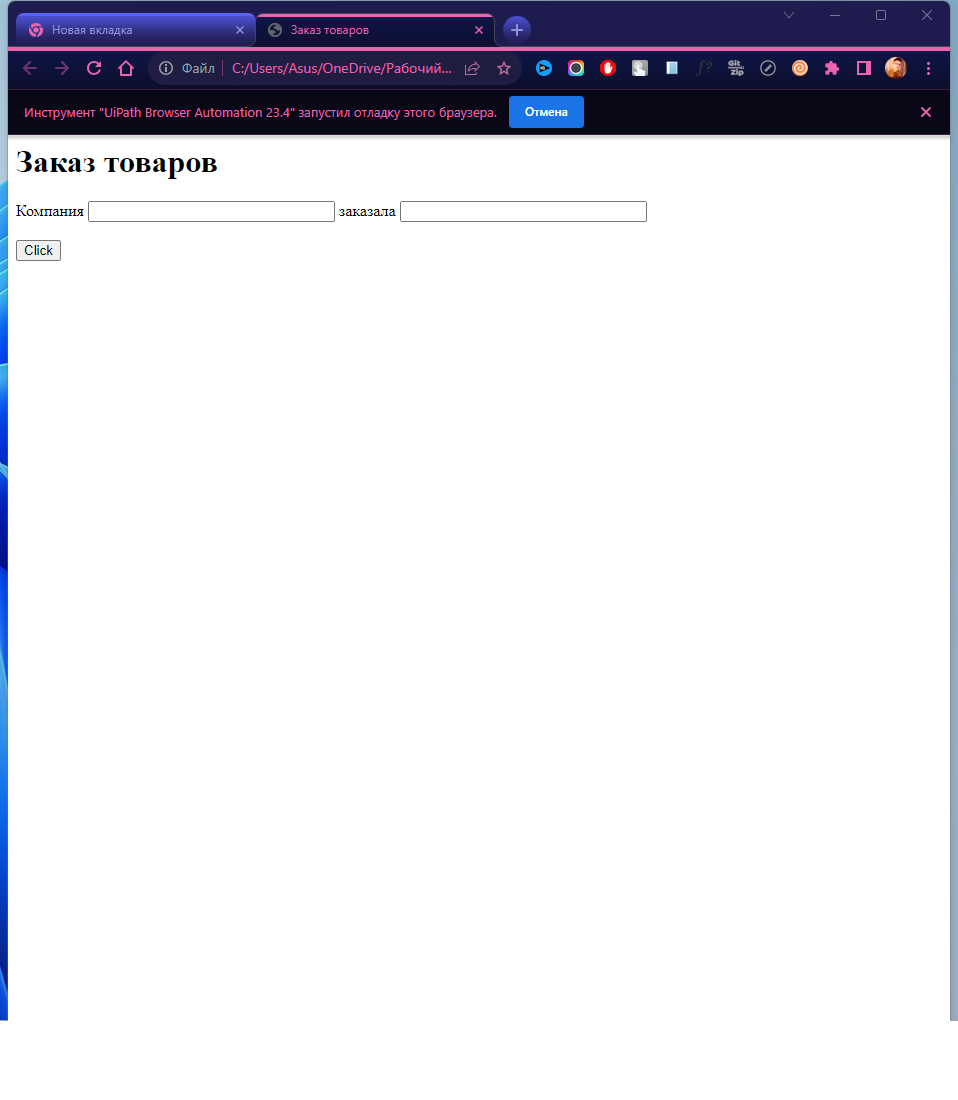 Новая вкладка
Заказ товаров
Файл C:/Users/Asus/OneDrive/Рабочий...
Git Zip
f?
Инструмент "UiPath Browser Automation 23.4" запустил отладку этого браузера. Отмена
Заказ товаров
Компания заказала
Click